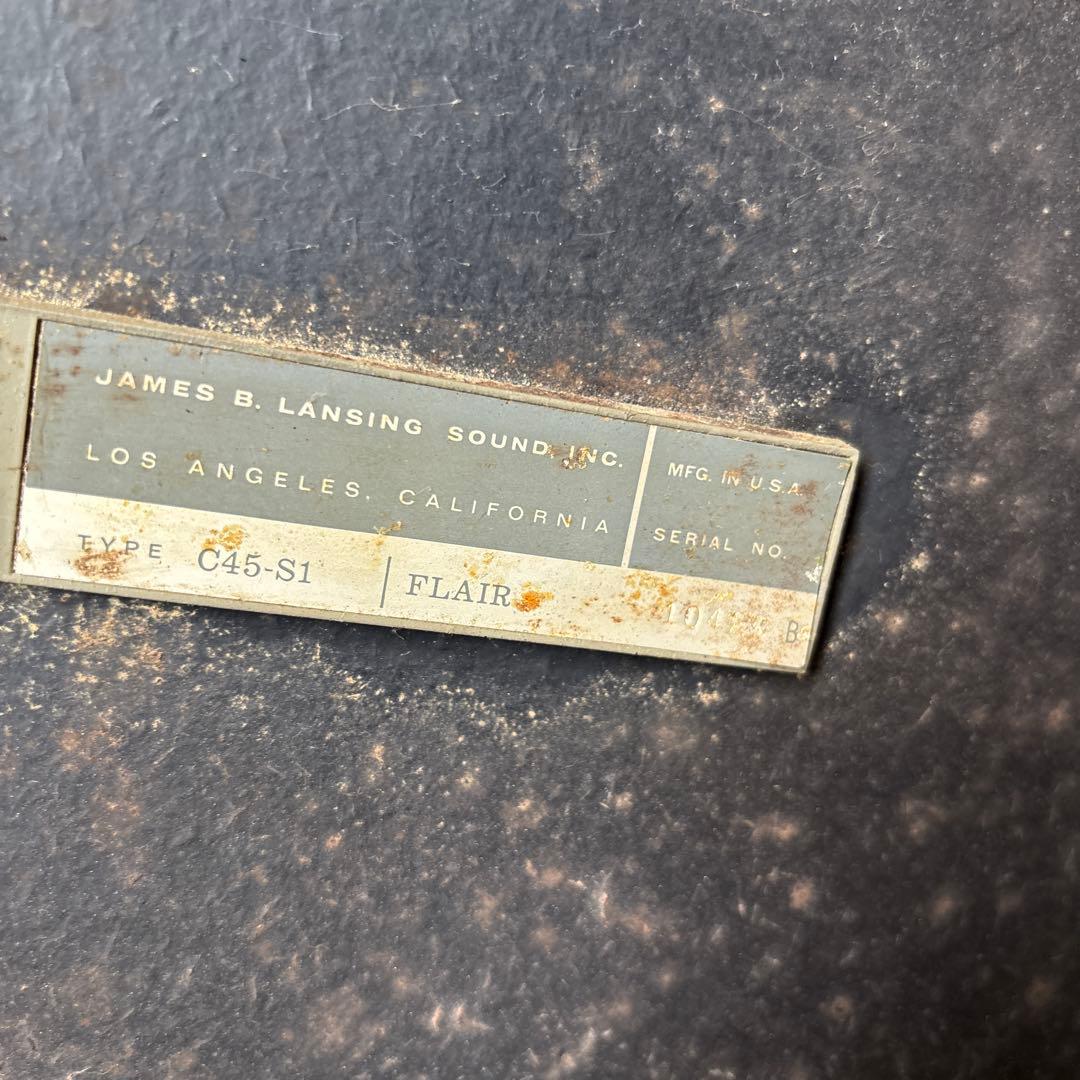 JAMES B. LANSING SOUND, INC.
LOS ANGELES, CALIFORNIA
MFG. IN U.S.A.
SERIAL NO.
TYPE C45-S1 FLAIR
B